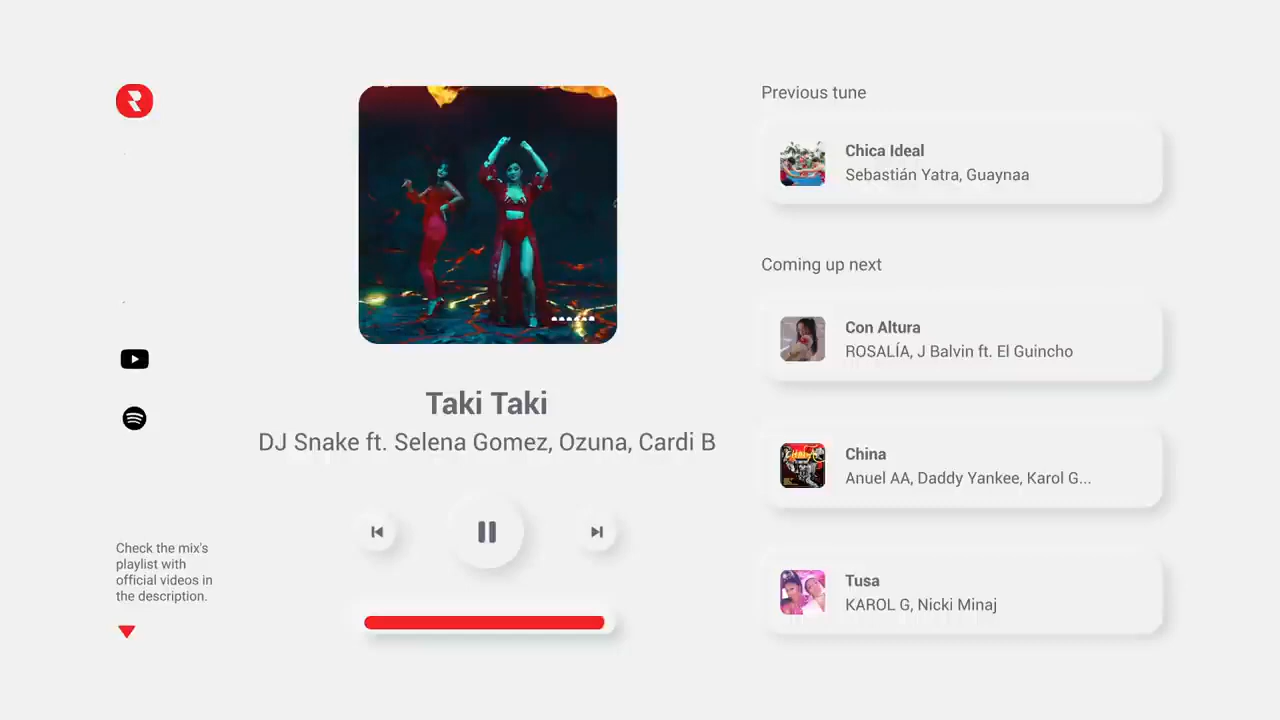 Previous tune
Chica Ideal
Sebastián Yatra, Guaynaa
Coming up next
Con Altura
ROSALÍA, J Balvin ft. El Guincho
China
Anuel AA, Daddy Yankee, Karol G...
Tusa
KAROL G, Nicki Minaj
Taki Taki
DJ Snake ft. Selena Gomez, Ozuna, Cardi B
Check the mix's
playlist with
official videos in
the description.